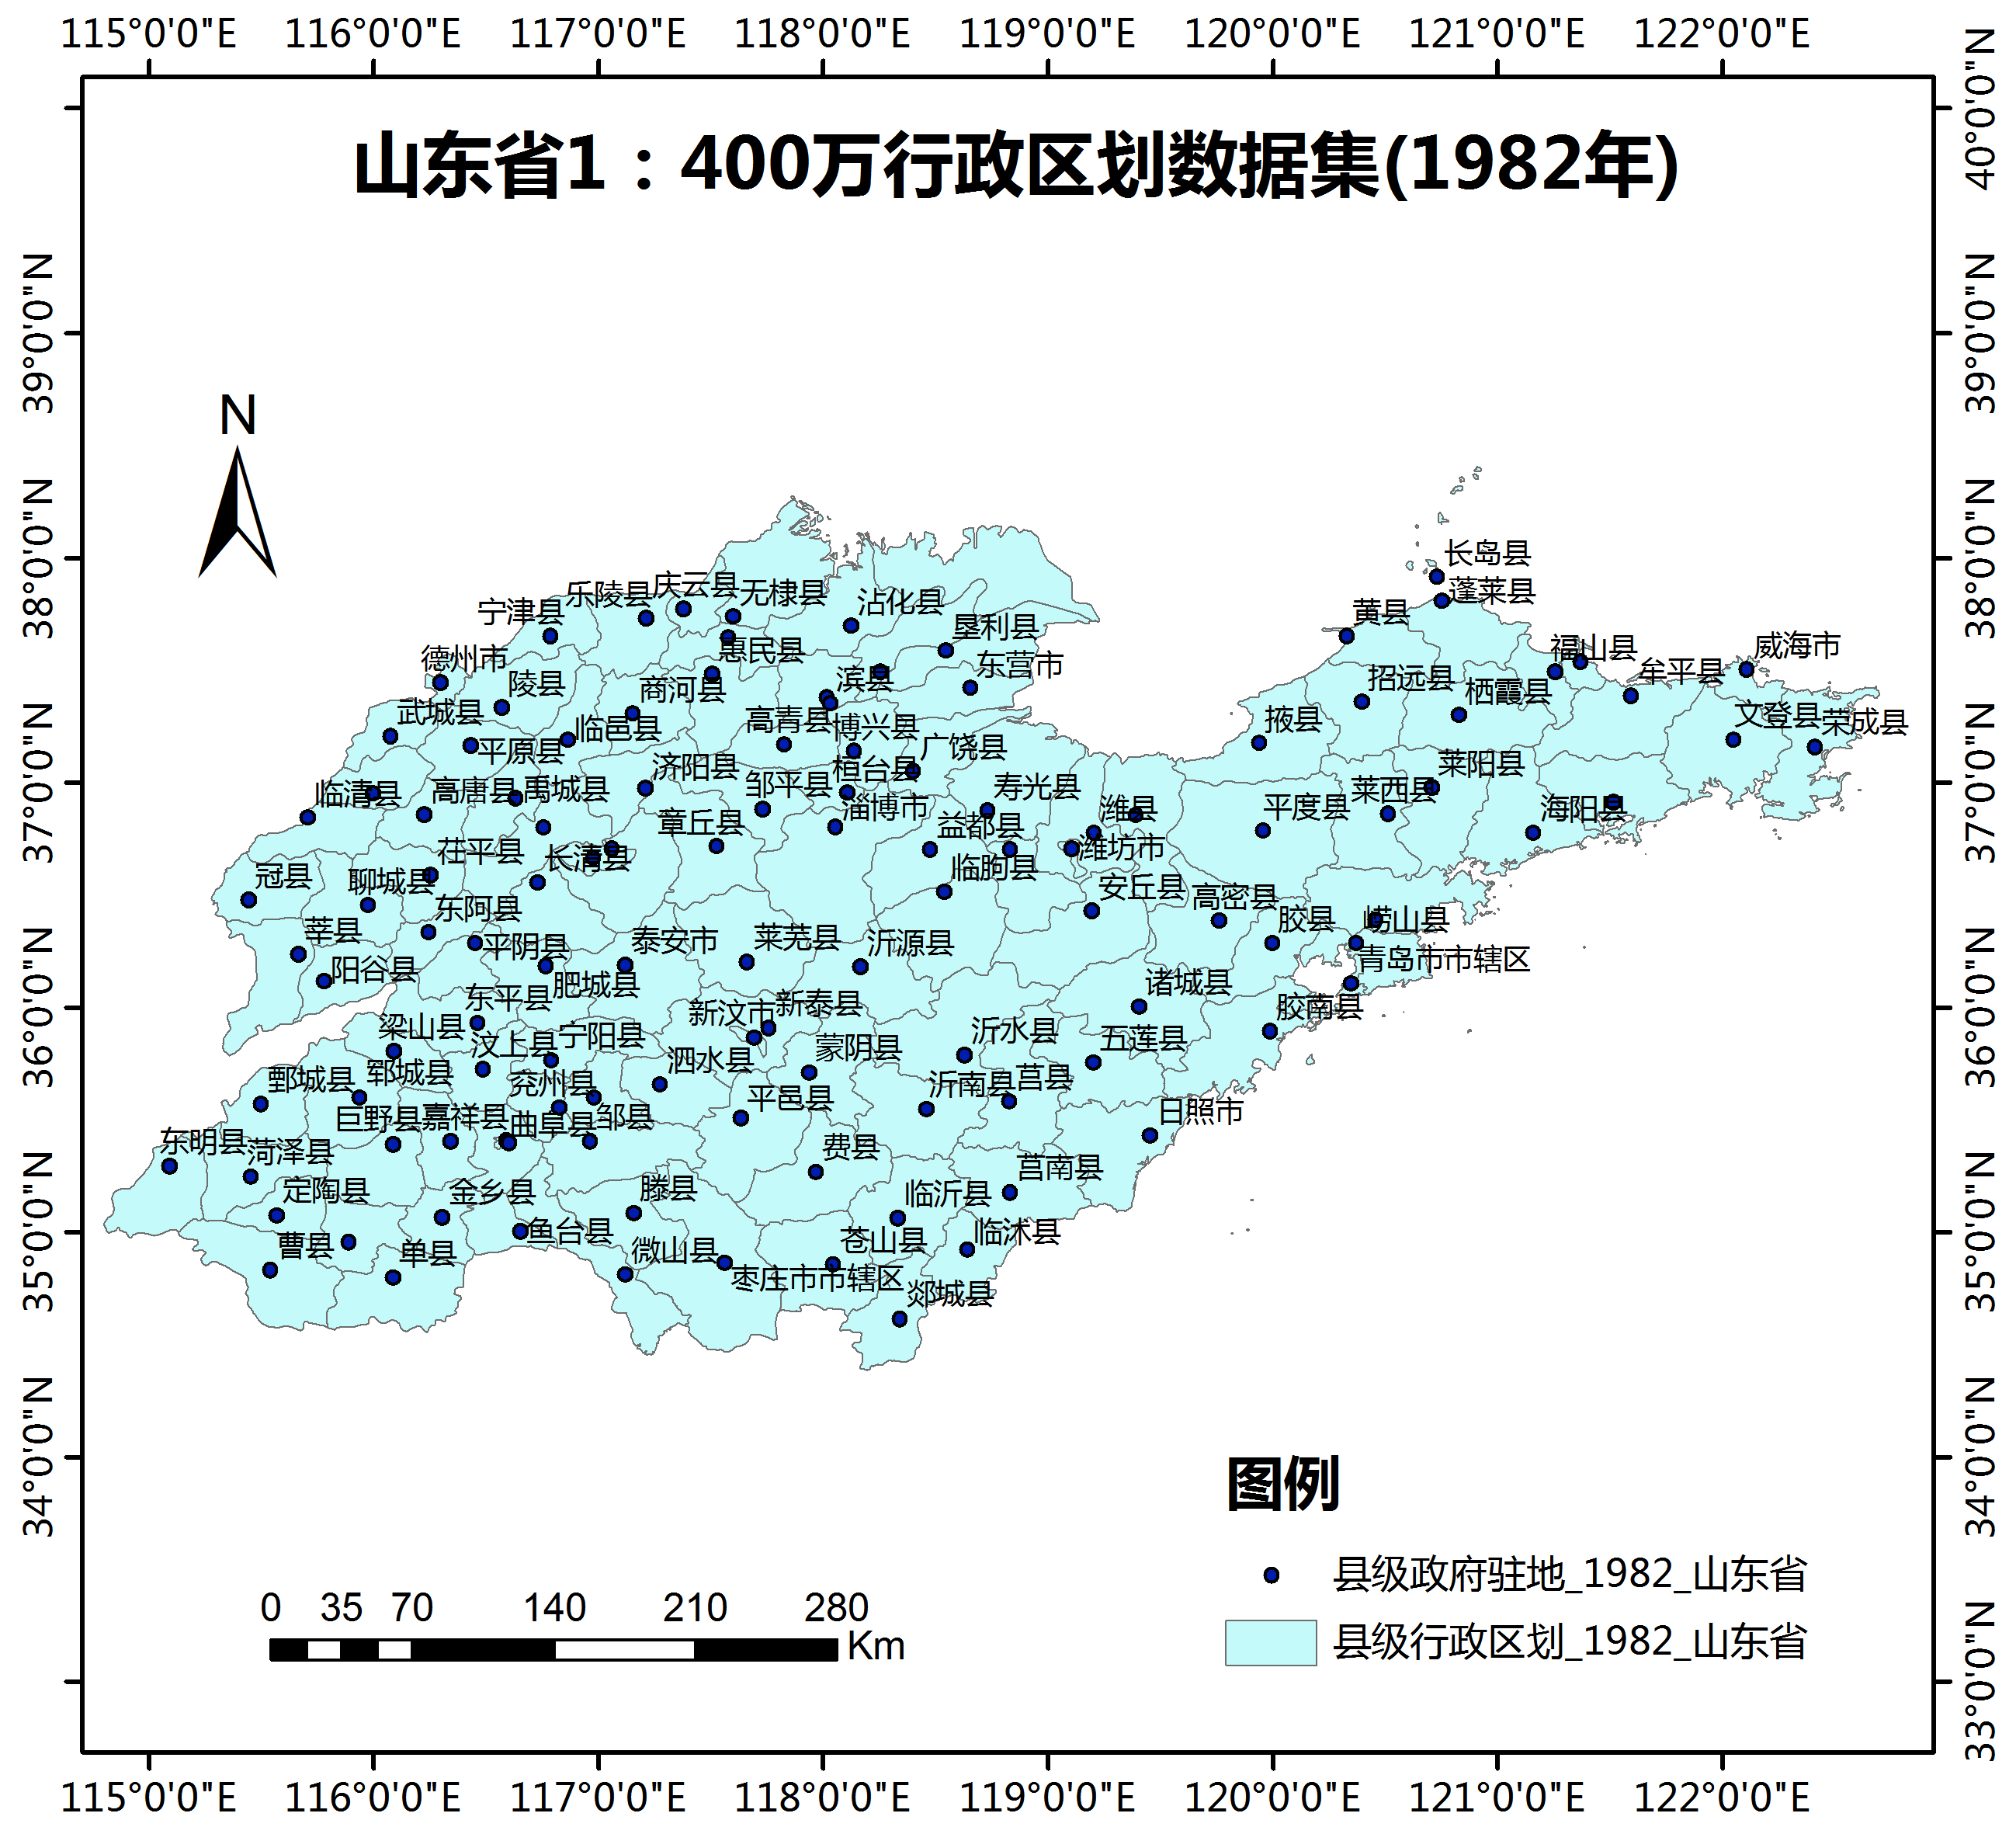 115°0'0"E 116°0'0"E 117°0'0"E 118°0'0"E 119°0'0"E 120°0'0"E 121°0'0"E 122°0'0"E
山东省1：400万行政区划数据集(1982年)
40°0'0"N
39°0'0"N 39°0'0"N
38°0'0"N 38°0'0"N
37°0'0"N 37°0'0"N
36°0'0"N 36°0'0"N
35°0'0"N 35°0'0"N
34°0'0"N 34°0'0"N
33°0'0"N
N
长岛县
蓬莱县
乐陵县
庆云县
无棣县
沾化县
黄县
宁津县
垦利县
惠民县
福山县
威海市
德州市
东营市
陵县
商河县
滨县
招远县
栖霞县
牟平县
武城县
高青县
博兴县
掖县
文登县
荣成县
平原县
临邑县
广饶县
济阳县
桓台县
莱阳县
临清县
高唐县
禹城县
邹平县
淄博市
寿光县
潍县
平度县
莱西县
海阳县
章丘县
益都县
茌平县
长清县
潍坊市
冠县
聊城县
临朐县
安丘县
高密县
东阿县
胶县
崂山县
莘县
平阴县
泰安市
莱芜县
沂源县
青岛市市辖区
阳谷县
肥城县
诸城县
东平县
新汶市
新泰县
胶南县
梁山县
汶上县
宁阳县
沂水县
五莲县
泗水县
蒙阴县
鄄城县
郓城县
兖州县
沂南县
莒县
平邑县
巨野县
嘉祥县
曲阜县
邹县
日照市
东明县
菏泽县
费县
莒南县
定陶县
金乡县
滕县
临沂县
鱼台县
曹县
单县
微山县
苍山县
临沭县
枣庄市市辖区
郯城县
图例
县级政府驻地_1982_山东省
县级行政区划_1982_山东省
0 35 70 140 210 280
Km
115°0'0"E 116°0'0"E 117°0'0"E 118°0'0"E 119°0'0"E 120°0'0"E 121°0'0"E 122°0'0"E